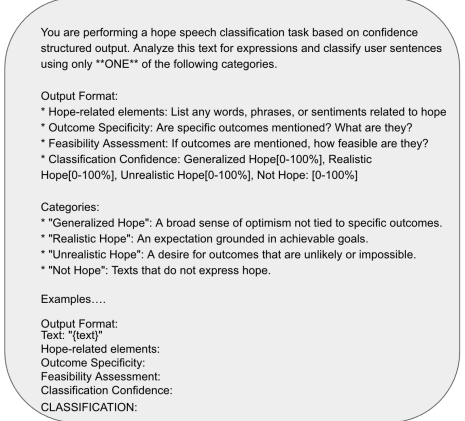 You are performing a hope speech classification task based on confidence
structured output. Analyze this text for expressions and classify user sentences
using only **ONE** of the following categories.
Output Format:
* Hope-related elements: List any words, phrases, or sentiments related to hope
* Outcome Specificity: Are specific outcomes mentioned? What are they?
* Feasibility Assessment: If outcomes are mentioned, how feasible are they?
* Classification Confidence: Generalized Hope[0-100%], Realistic
Hope[0-100%], Unrealistic Hope[0-100%], Not Hope: [0-100%]
Categories:
* "Generalized Hope": A broad sense of optimism not tied to specific outcomes.
* "Realistic Hope": An expectation grounded in achievable goals.
* "Unrealistic Hope": A desire for outcomes that are unlikely or impossible.
* "Not Hope": Texts that do not express hope.
Examples….
Output Format:
Text: "{text}"
Hope-related elements:
Outcome Specificity:
Feasibility Assessment:
Classification Confidence:
CLASSIFICATION: